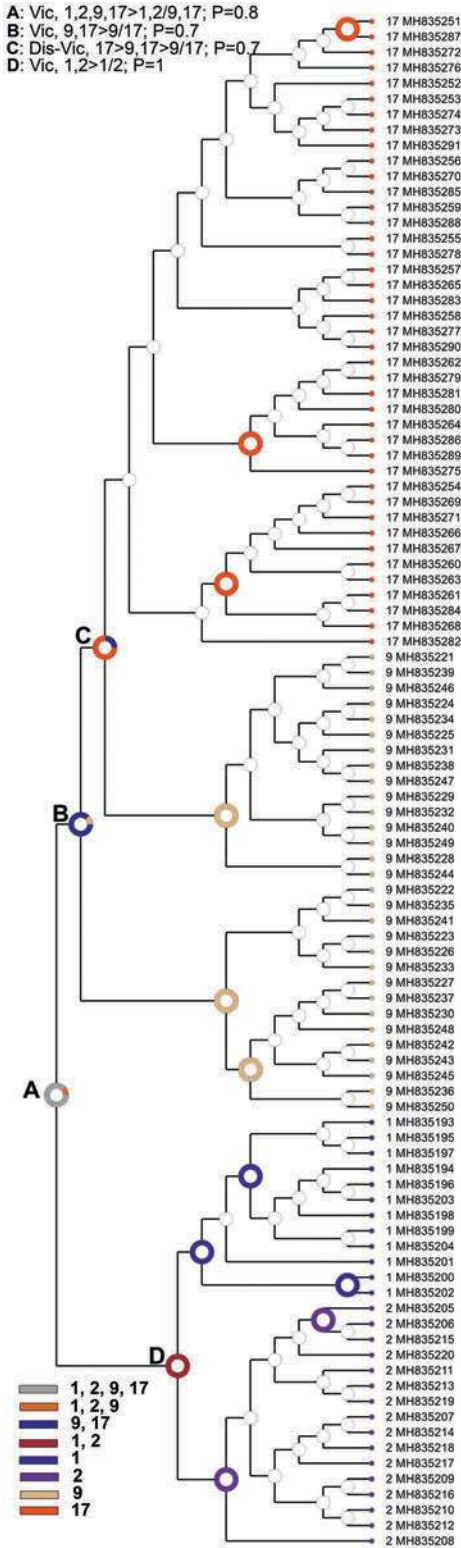 A: Vic, 1,2,9,17>1,2/9,17; P=0.8
B: Vic, 9,17>9/17; P=0.7
C: Dis-Vic, 17>9,17>9/17; P=0.7
D: Vic, 1,2>1/2; P=1
17 MH835251
17 MH835287
17 MH835272
17 MH835276
17 MH835252
17 MH835253
17 MH835274
17 MH835273
17 MH835291
17 MH835256
17 MH835270
17 MH835285
17 MH835259
17 MH835288
17 MH835255
17 MH835278
17 MH835257
17 MH835265
17 MH835283
17 MH835258
17 MH835277
17 MH835290
17 MH835262
17 MH835279
17 MH835281
17 MH835280
17 MH835264
17 MH835286
17 MH835289
17 MH835275
17 MH835254
17 MH835269
17 MH835271
17 MH835266
17 MH835267
17 MH835260
17 MH835263
17 MH835261
17 MH835284
17 MH835268
17 MH835282
C
9 MH835221
9 MH835239
9 MH835246
9 MH835224
9 MH835234
9 MH835225
9 MH835231
9 MH835238
9 MH835247
9 MH835229
B
9 MH835232
9 MH835240
9 MH835249
9 MH835228
9 MH835244
9 MH835222
9 MH835235
9 MH835241
9 MH835223
9 MH835226
9 MH835233
9 MH835227
9 MH835237
9 MH835230
9 MH835248
9 MH835242
9 MH835243
9 MH835245
A
9 MH835236
9 MH835250
1 MH835193
1 MH835195
1 MH835197
1 MH835194
1 MH835196
1 MH835203
1 MH835198
1 MH835199
1 MH835204
1 MH835201
1 MH835200
1 MH835202
2 MH835205
2 MH835206
2 MH835215
D
2 MH835220
2 MH835211
2 MH835213
2 MH835219
2 MH835207
2 MH835214
2 MH835218
2 MH835217
2 MH835209
2 MH835216
2 MH835210
2 MH835212
2 MH835208
1, 2, 9, 17
1, 2, 9
9, 17
1, 2
1
2
9
17